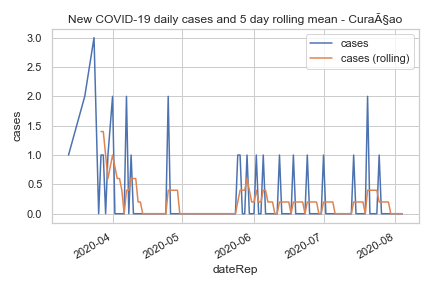 New COVID-19 daily cases and 5 day rolling mean - CuraÃ§ao
cases
cases (rolling)
3.0
2.5
2.0
1.5
1.0
0.5
0.0
cases
2020-04
2020-05
2020-06
2020-07
2020-08
dateRep